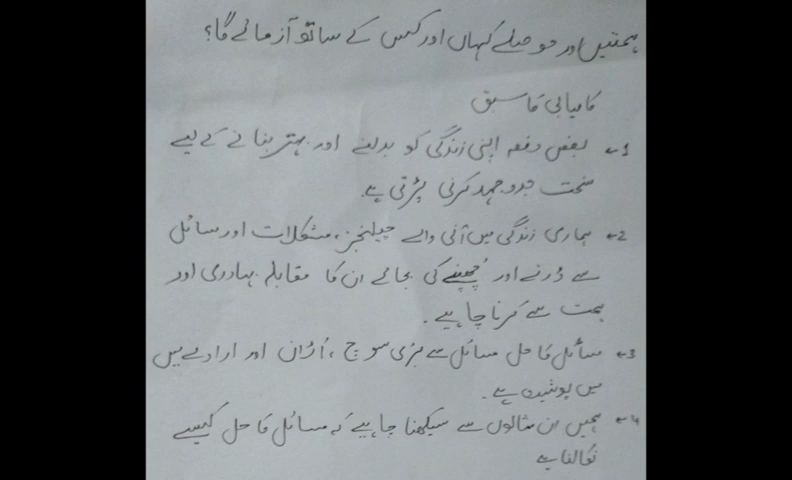 ہمتیں اور حوصلے کہاں اور کس کے ساتھ آزمائے گا؟
کامیابی کا سبق
1- بعض دفعہ اپنی زندگی کو بدلنے اور بہتر بنانے کے لیے
سخت جدوجہد کرنی پڑتی ہے۔
2- ہماری زندگی میں آنی والے چیلنجز، مشکلات اور مسائل
سے ڈرنے اور چھپنے کی بجائے ان کا مقابلہ بہادری اور
ہمت سے کرنا چاہیے۔
3- مسائل کا حل مسائل سے بڑی سوچ، اُڑان اور ارادے میں
میں پوشیدہ ہے۔
4- ہمیں ان مثالوں سے سیکھنا چاہیے کہ مسائل کا حل کیسے
نکالنا ہے